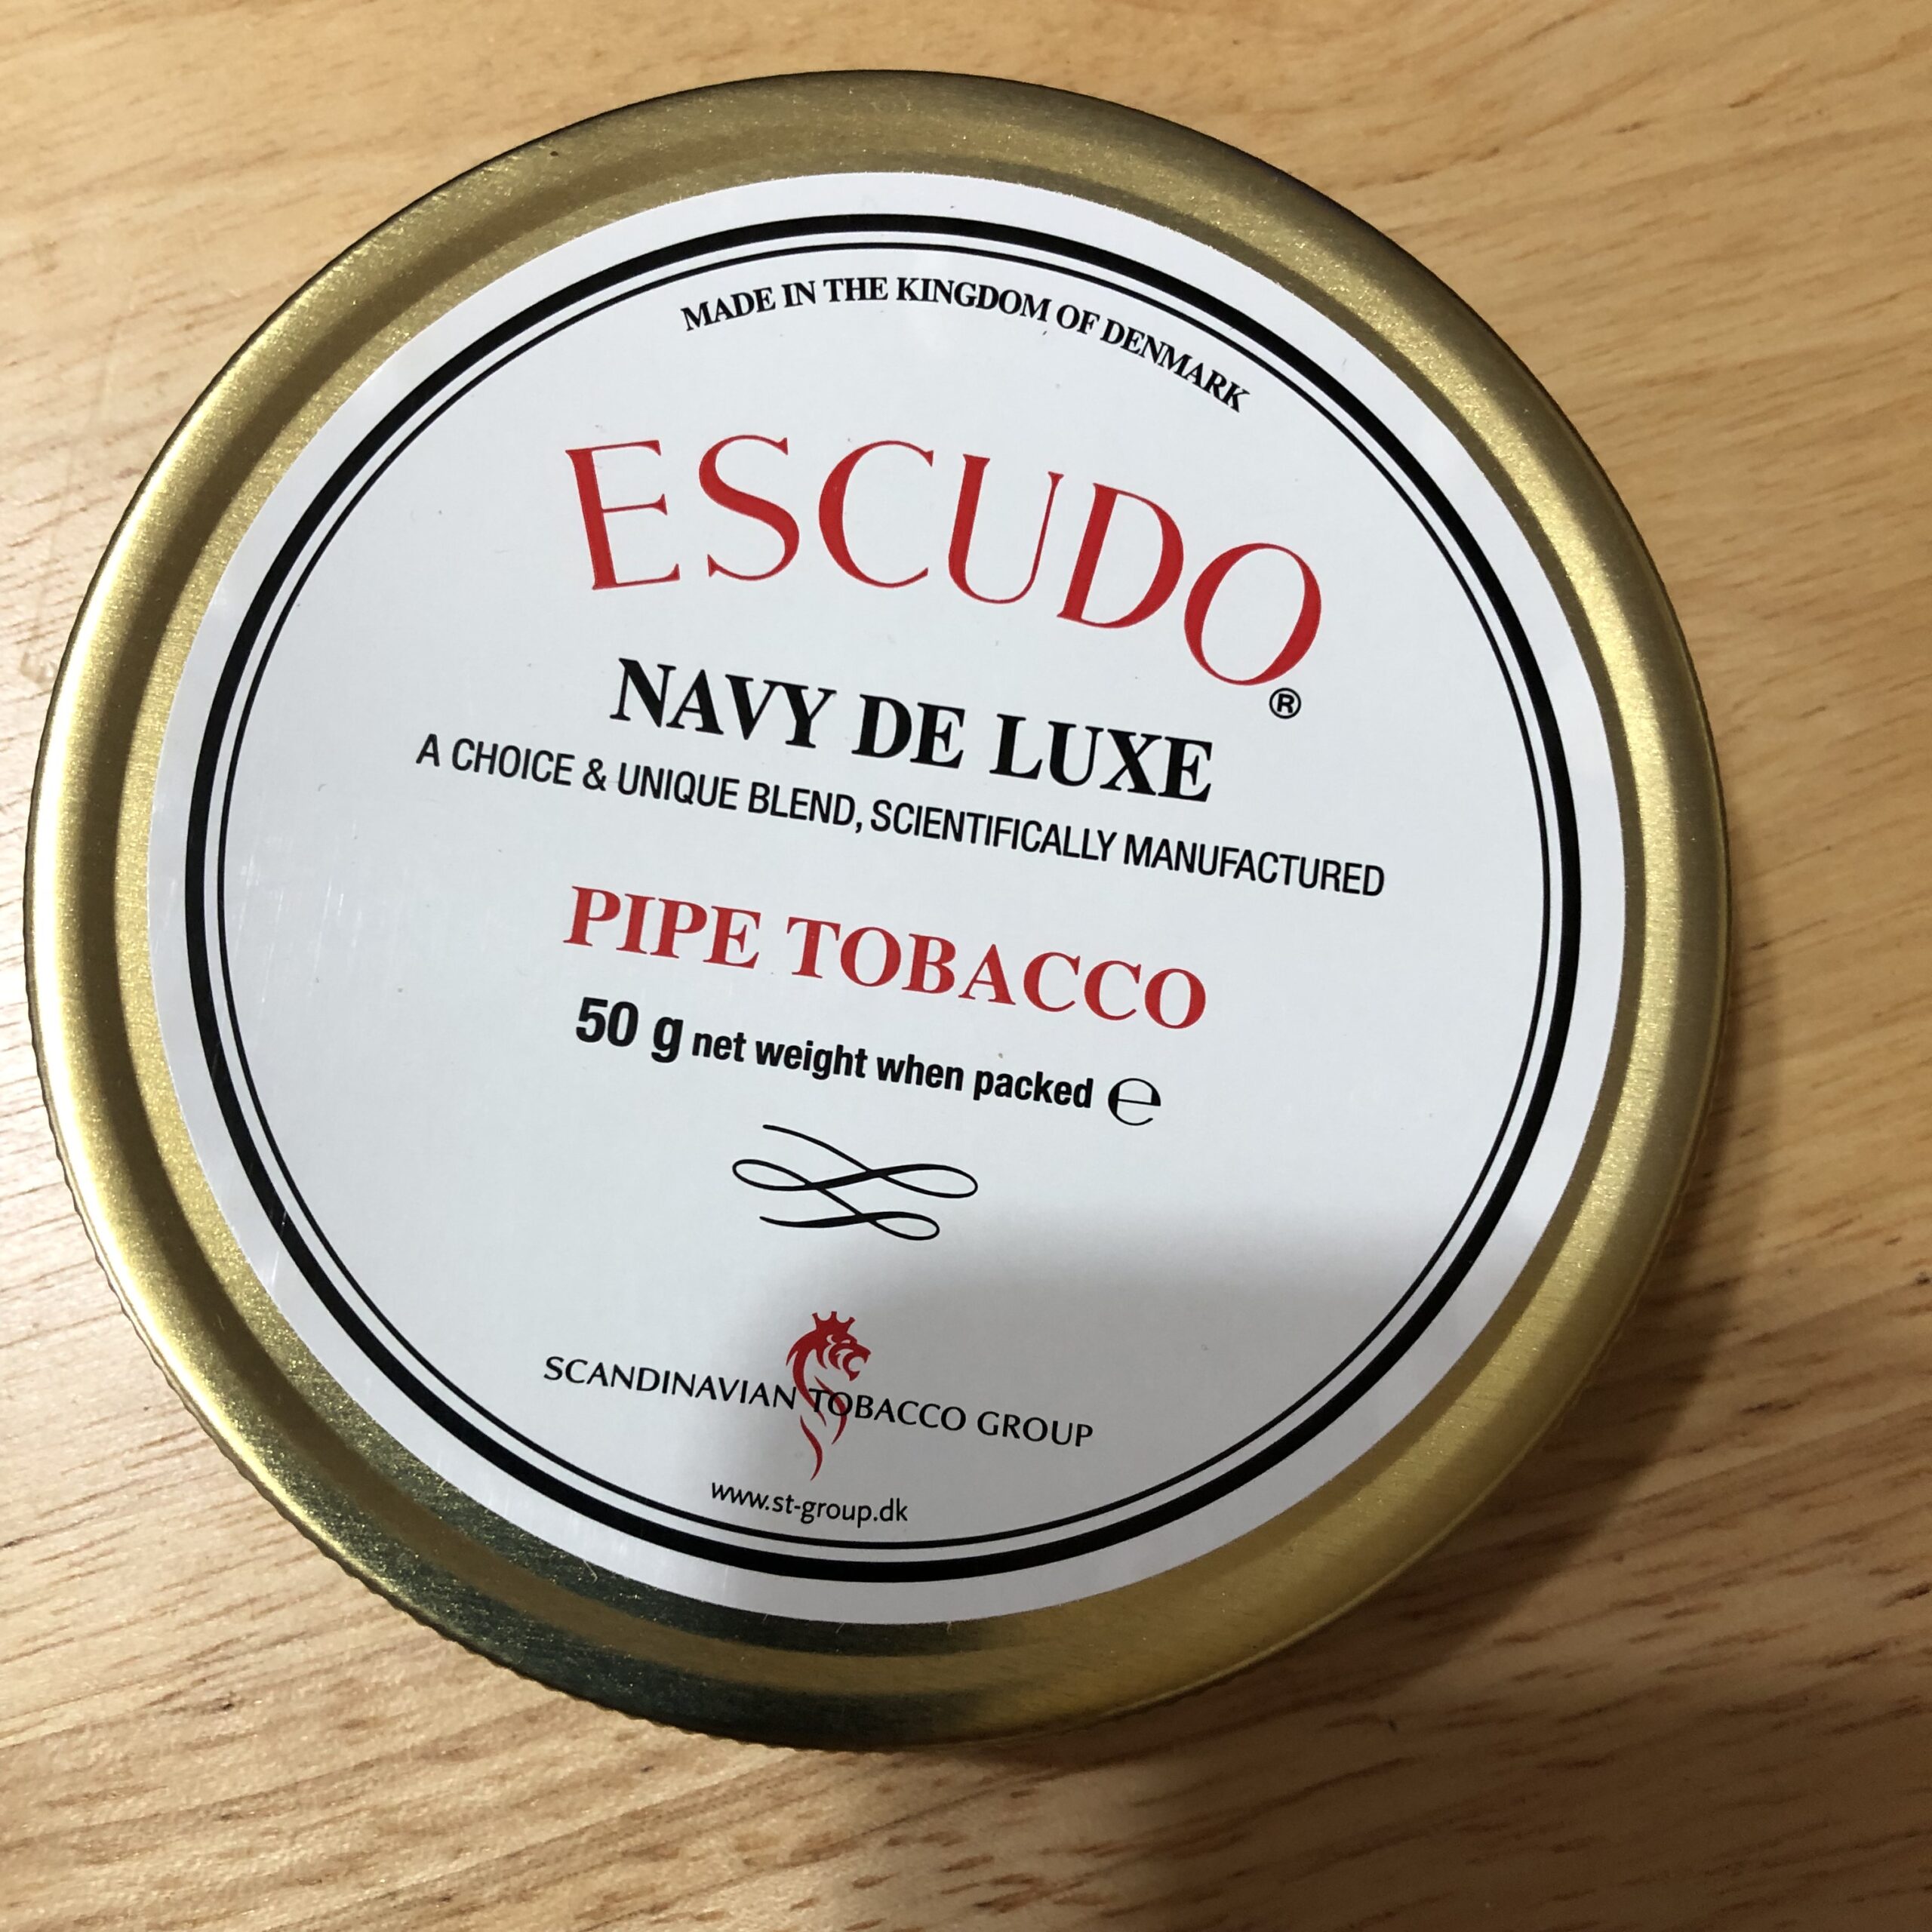 MADE IN THE KINGDOM OF DENMARK
ESCUDO®
NAVY DE LUXE
A CHOICE & UNIQUE BLEND, SCIENTIFICALLY MANUFACTURED
PIPE TOBACCO
50 g net weight when packed ℮
SCANDINAVIAN TOBACCO GROUP
www.st-group.dk